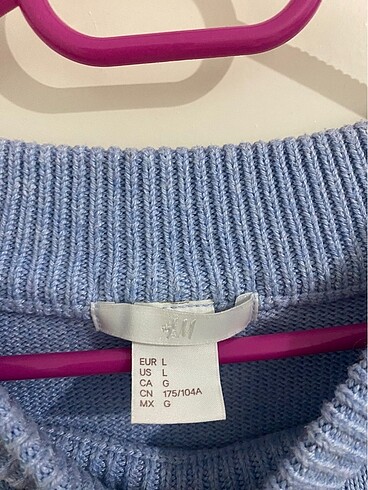 H&M
EUR L
US L
CA G
CN 175/104A
MX G